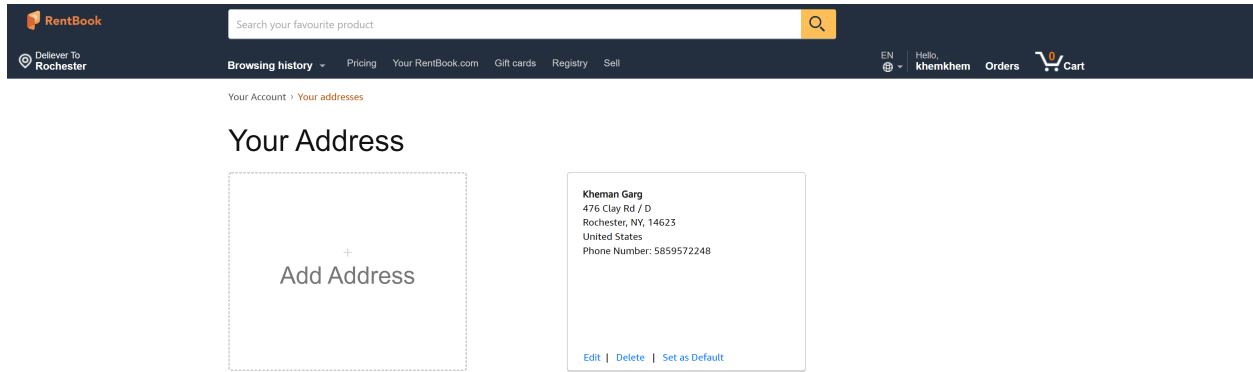 RentBook
Search your favourite product
Deliever To
Rochester
Browsing history
Pricing
Your RentBook.com
Gift cards
Registry
Sell
EN
Hello,
khemkhem
Orders
0
Cart
Your Account › Your addresses
Your Address
+
Add Address
Kheman Garg
476 Clay Rd / D
Rochester, NY, 14623
United States
Phone Number: 5859572248
Edit | Delete | Set as Default